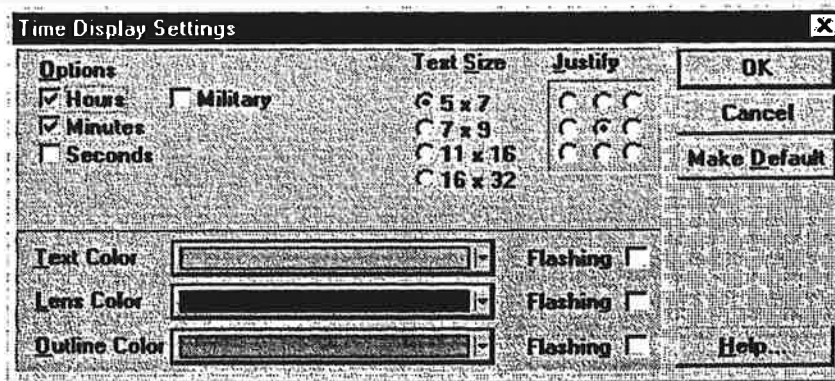 Time Display Settings
Options
Hours
Military
Minutes
Seconds
Text Size
5 x 7
7 x 9
11 x 16
16 x 32
Justify
OK
Cancel
Make Default
Text Color
Flashing
Lens Color
Flashing
Outline Color
Flashing
Help...